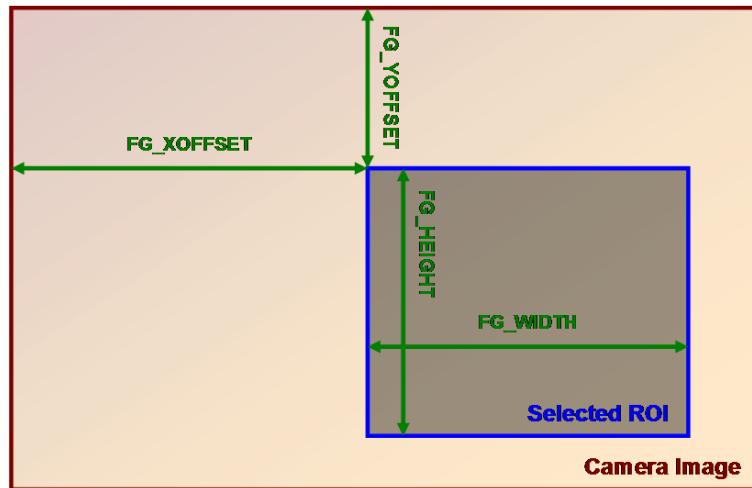 FG_YOFFSET
FG_XOFFSET
FG_HEIGHT
FG_WIDTH
Selected ROI
Camera Image